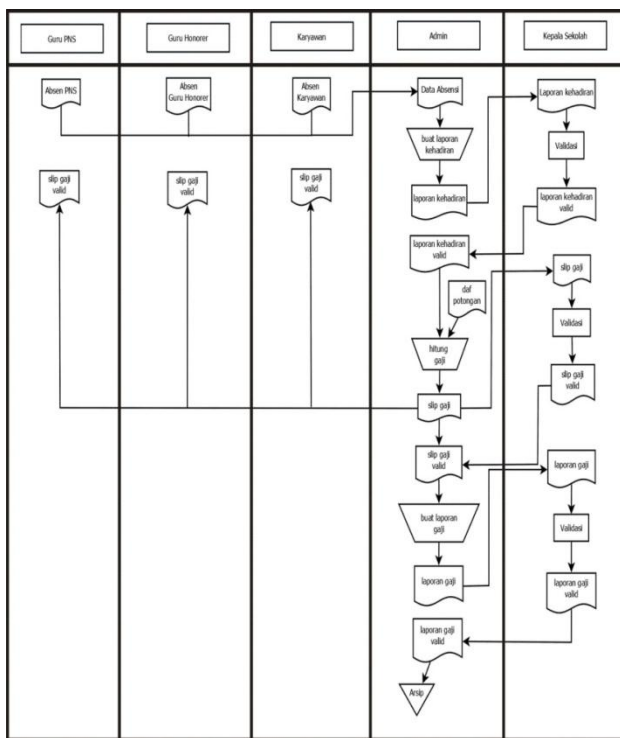 Guru PNS
Guru Honorer
Karyawan
Admin
Kepala Sekolah
Absen PNS
Absen
Guru Honorer
Absen
Karyawan
Data Absensi
Laporan kehadiran
buat laporan
kehadiran
Validasi
slip gaji
valid
slip gaji
valid
slip gaji
valid
laporan kehadiran
laporan kehadiran
valid
laporan kehadiran
valid
slip gaji
daf
potongan
Validasi
hitung
gaji
slip gaji
valid
slip gaji
slip gaji
valid
laporan gaji
buat laporan
gaji
Validasi
laporan gaji
laporan gaji
valid
laporan gaji
valid
Arsip